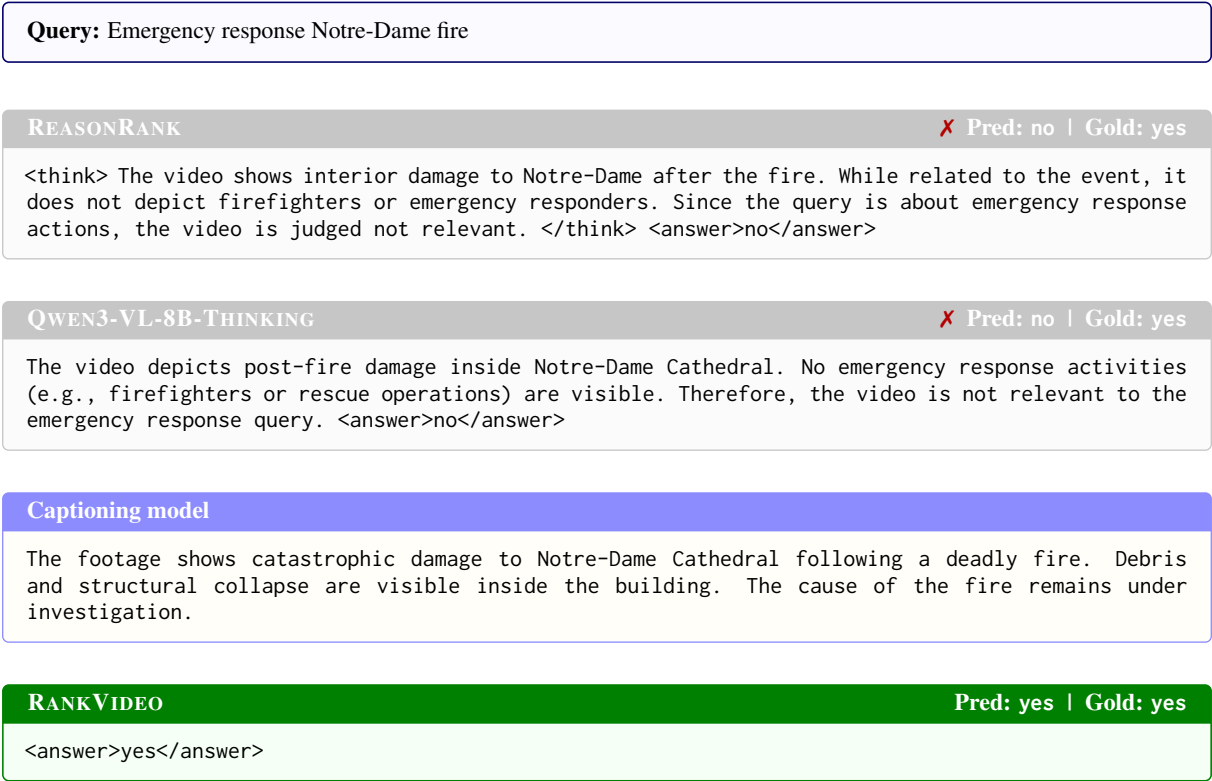 Query: Emergency response Notre-Dame fire
REASONRANK ✗ Pred: no | Gold: yes
<think> The video shows interior damage to Notre-Dame after the fire. While related to the event, it
does not depict firefighters or emergency responders. Since the query is about emergency response
actions, the video is judged not relevant. </think> <answer>no</answer>
QWEN3-VL-8B-THINKING ✗ Pred: no | Gold: yes
The video depicts post-fire damage inside Notre-Dame Cathedral. No emergency response activities
(e.g., firefighters or rescue operations) are visible. Therefore, the video is not relevant to the
emergency response query. <answer>no</answer>
Captioning model
The footage shows catastrophic damage to Notre-Dame Cathedral following a deadly fire. Debris
and structural collapse are visible inside the building. The cause of the fire remains under
investigation.
RANKVIDEO Pred: yes | Gold: yes
<answer>yes</answer>